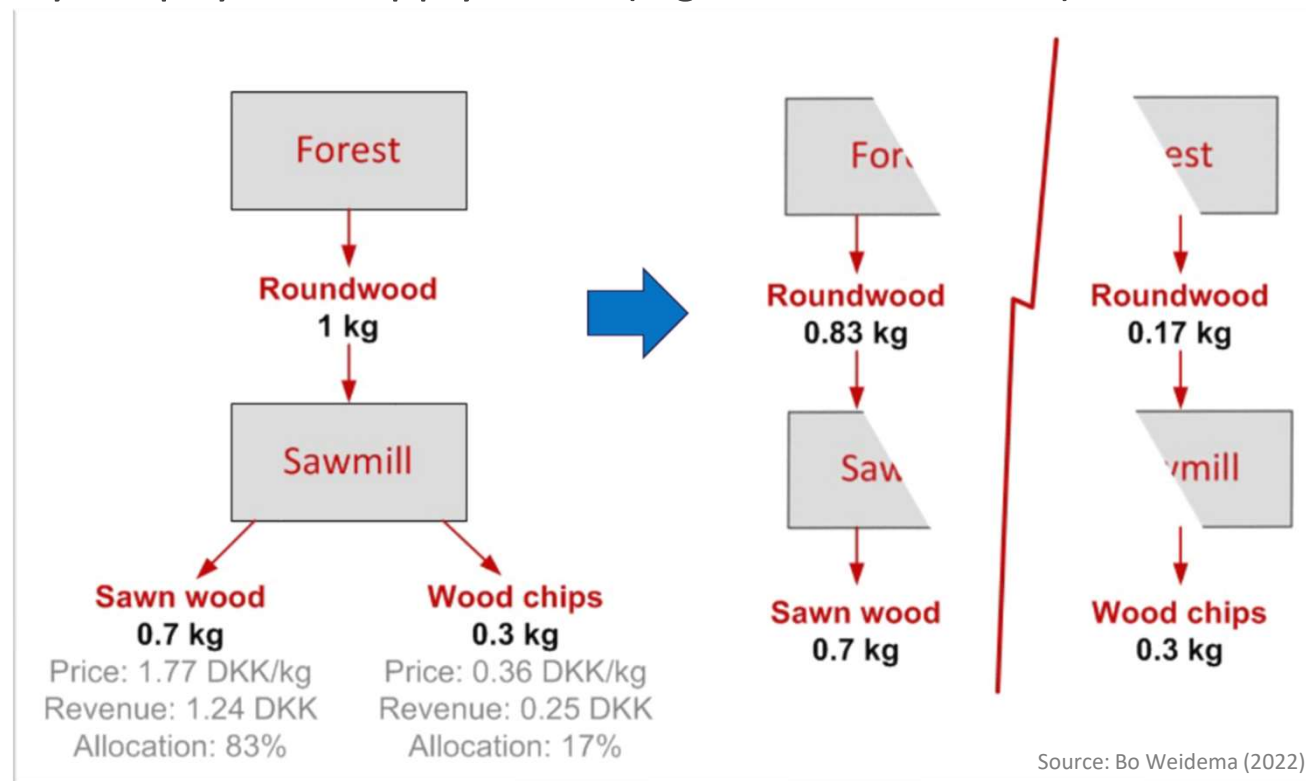 Forest
Roundwood
1 kg
Sawmill
Sawn wood
0.7 kg
Price: 1.77 DKK/kg
Revenue: 1.24 DKK
Allocation: 83%
Wood chips
0.3 kg
Price: 0.36 DKK/kg
Revenue: 0.25 DKK
Allocation: 17%
Roundwood
0.83 kg
Saw
Sawn wood
0.7 kg
est
Roundwood
0.17 kg
mill
Wood chips
0.3 kg
Source: Bo Weidema (2022)